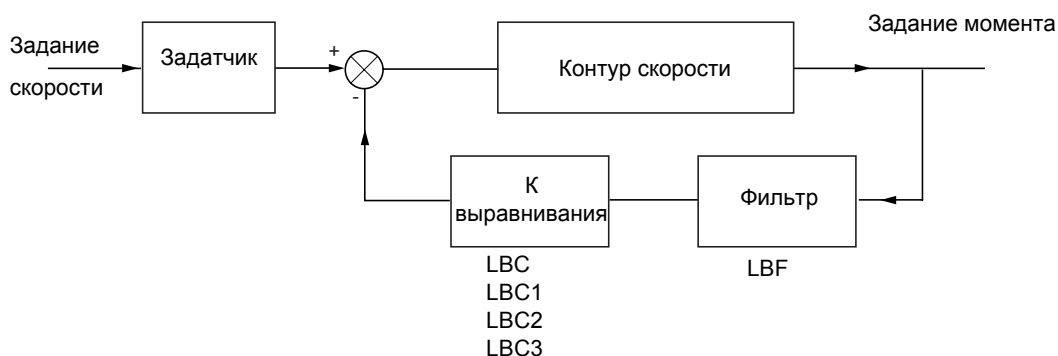 Задание
скорости
Задатчик
+
-
Контур скорости
Задание момента
К
выравнивания
Фильтр
LBC
LBC1
LBC2
LBC3
LBF